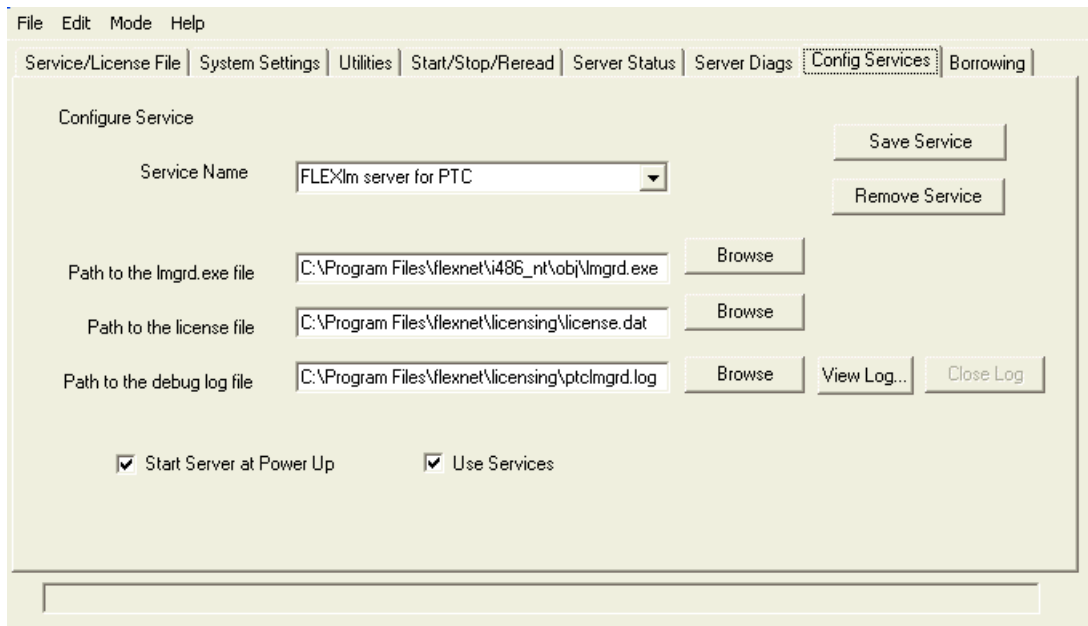 File Edit Mode Help
Service/License File System Settings Utilities Start/Stop/Reread Server Status Server Diags Config Services Borrowing
Configure Service
Save Service
Service Name FLEXlm server for PTC
Remove Service
Path to the lmgrd.exe file C:\Program Files\flexnet\i486_nt\obj\lmgrd.exe Browse
Path to the license file C:\Program Files\flexnet\licensing\license.dat Browse
Path to the debug log file C:\Program Files\flexnet\licensing\ptclmgrd.log Browse View Log... Close Log
Start Server at Power Up Use Services